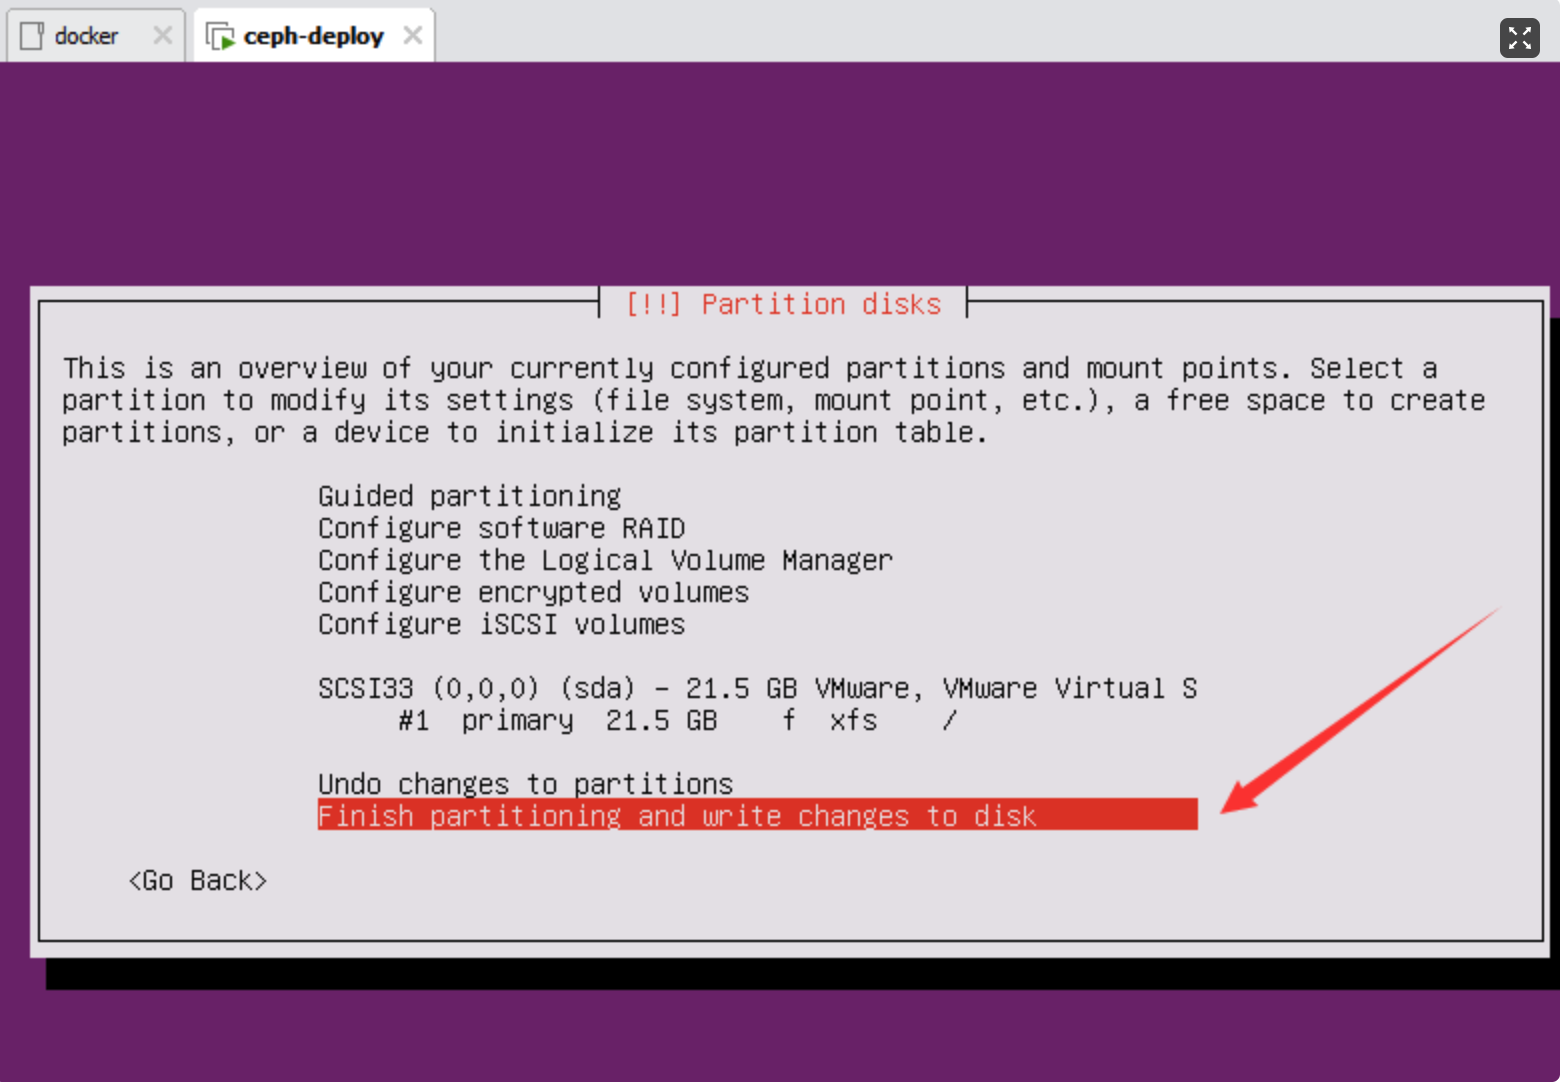 docker
ceph-deploy
[!!] Partition disks
This is an overview of your currently configured partitions and mount points. Select a
partition to modify its settings (file system, mount point, etc.), a free space to create
partitions, or a device to initialize its partition table.
Guided partitioning
Configure software RAID
Configure the Logical Volume Manager
Configure encrypted volumes
Configure iSCSI volumes
SCSI33 (0,0,0) (sda) - 21.5 GB VMware, VMware Virtual S
#1 primary 21.5 GB f xfs /
Undo changes to partitions
Finish partitioning and write changes to disk
<Go Back>